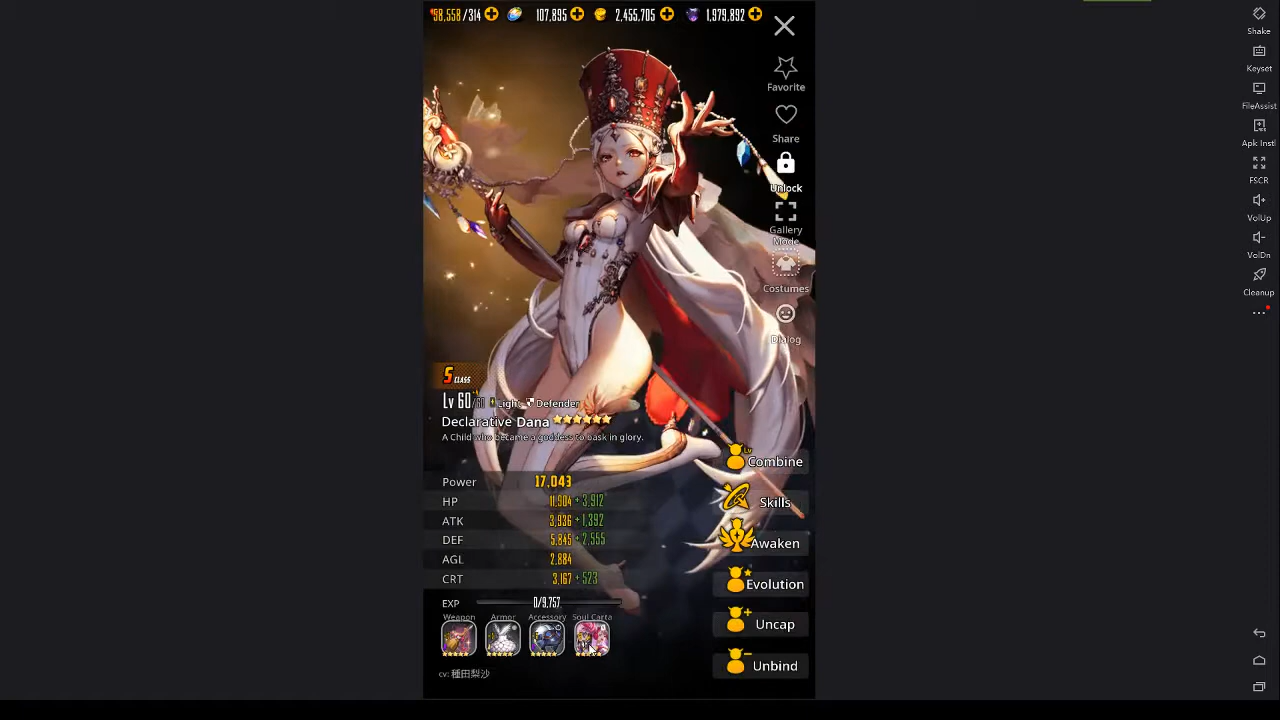 58,558/314 107,895 2,455,705 1,979,892
Shake
Keyset
FileAssist
Apk Instl
FSCR
VolUp
VolDn
Cleanup
Favorite
Share
Unlock
Gallery
Mode
Costumes
Dialog
S CLASS
Lv 60/60 Light Defender
Declarative Dana
A Child who became a goddess to bask in glory.
Power 17,043
HP 11,904 + 3,912
ATK 3,936 + 1,392
DEF 5,845 + 2,555
AGL 2,884
CRT 3,167 + 523
EXP 0/9,757
Weapon Armor Accessory Soul Carta
cv: 種田梨沙
Lv
Combine
Skills
Awaken
Evolution
Uncap
Unbind